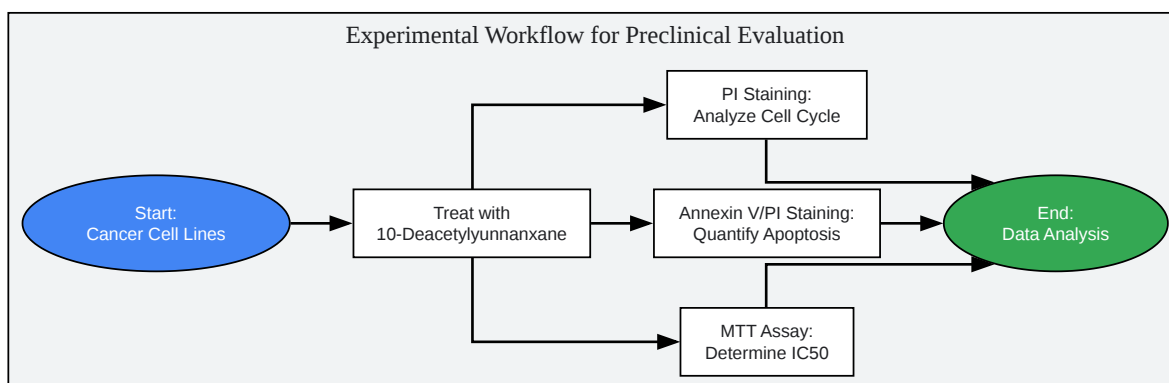 Experimental Workflow for Preclinical Evaluation
PI Staining:
Analyze Cell Cycle
Start:
Cancer Cell Lines
Treat with
10-Deacetylyunnanxane
Annexin V/PI Staining:
Quantify Apoptosis
End:
Data Analysis
MTT Assay:
Determine IC50